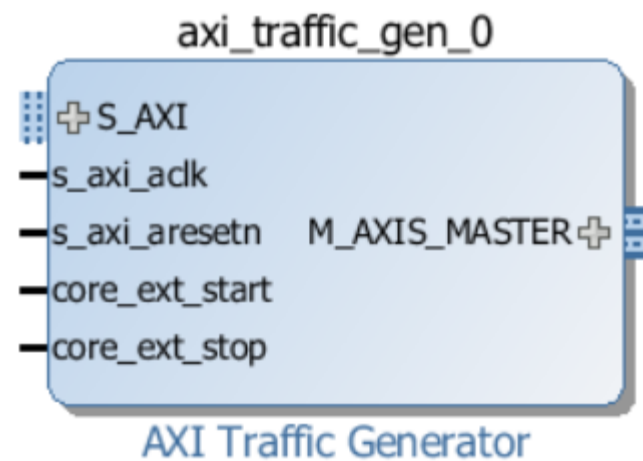 axi_traffic_gen_0
S_AXI
s_axi_aclk
s_axi_aresetn M_AXIS_MASTER
core_ext_start
core_ext_stop
AXI Traffic Generator